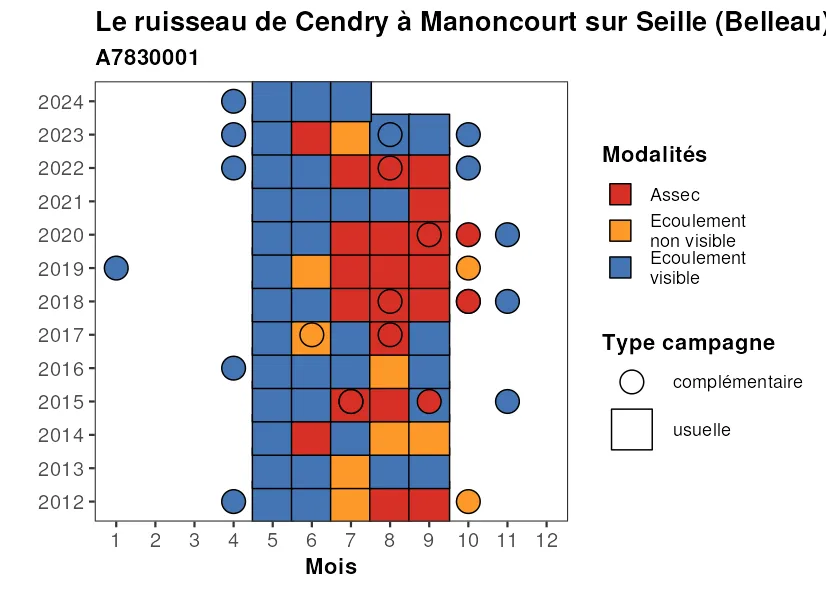 Le ruisseau de Cendry à Manoncourt sur Seille (Belleau)
A7830001
2024
2023
2022
2021
2020
2019
2018
2017
2016
2015
2014
2013
2012
1 2 3 4 5 6 7 8 9 10 11 12
Mois
Modalités
Assec
Ecoulement
non visible
Ecoulement
visible
Type campagne
complémentaire
usuelle